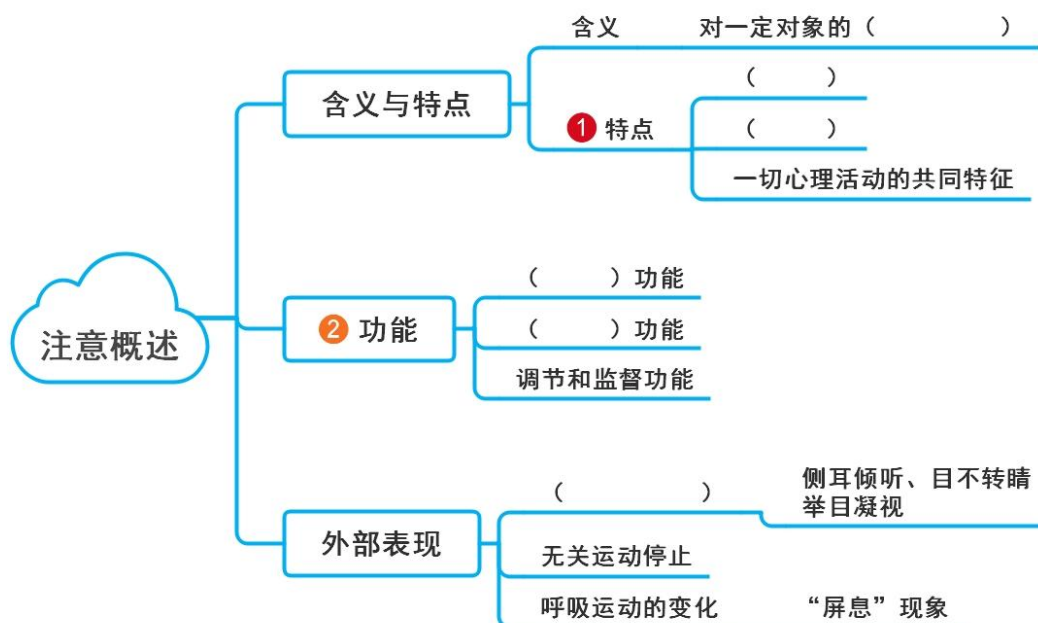 注意概述
含义与特点
含义 对一定对象的（ ）
❶ 特点
（ ）
（ ）
一切心理活动的共同特征
❷ 功能
（ ）功能
（ ）功能
调节和监督功能
外部表现
（ ）
侧耳倾听、目不转睛
举目凝视
无关运动停止
呼吸运动的变化 “屏息”现象